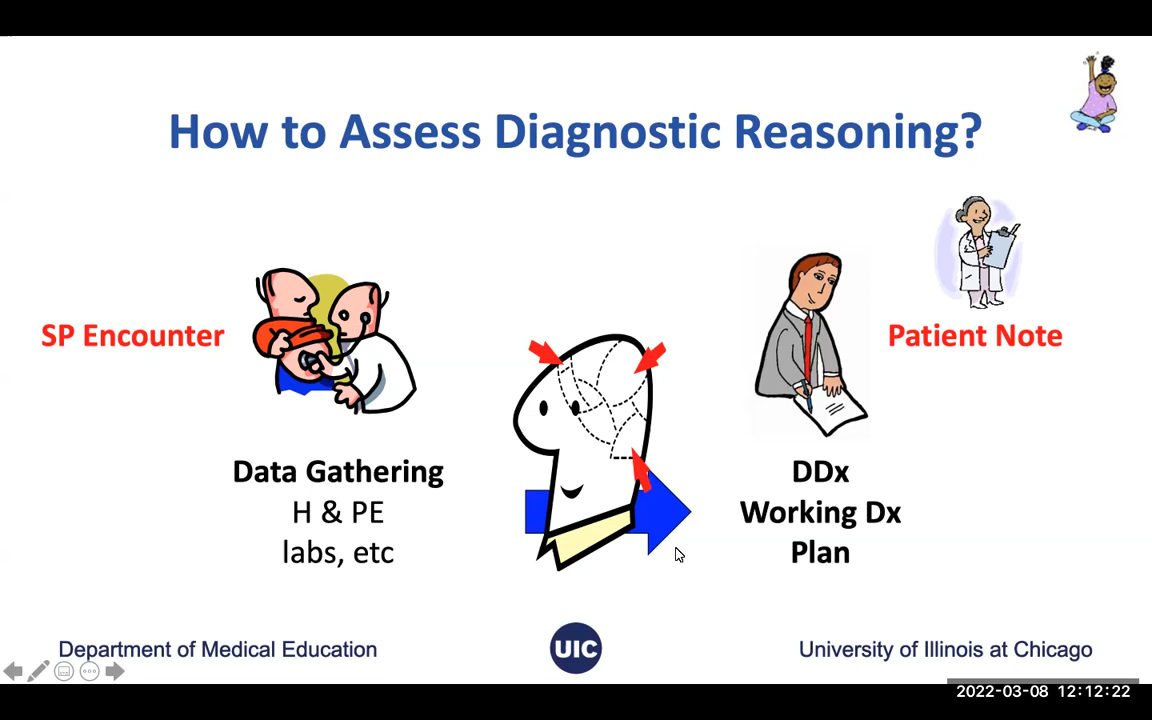 How to Assess Diagnostic Reasoning?
SP Encounter
Patient Note
Data Gathering
H & PE
labs, etc
DDx
Working Dx
Plan
Department of Medical Education
UIC
University of Illinois at Chicago
2022-03-08 12:12:22